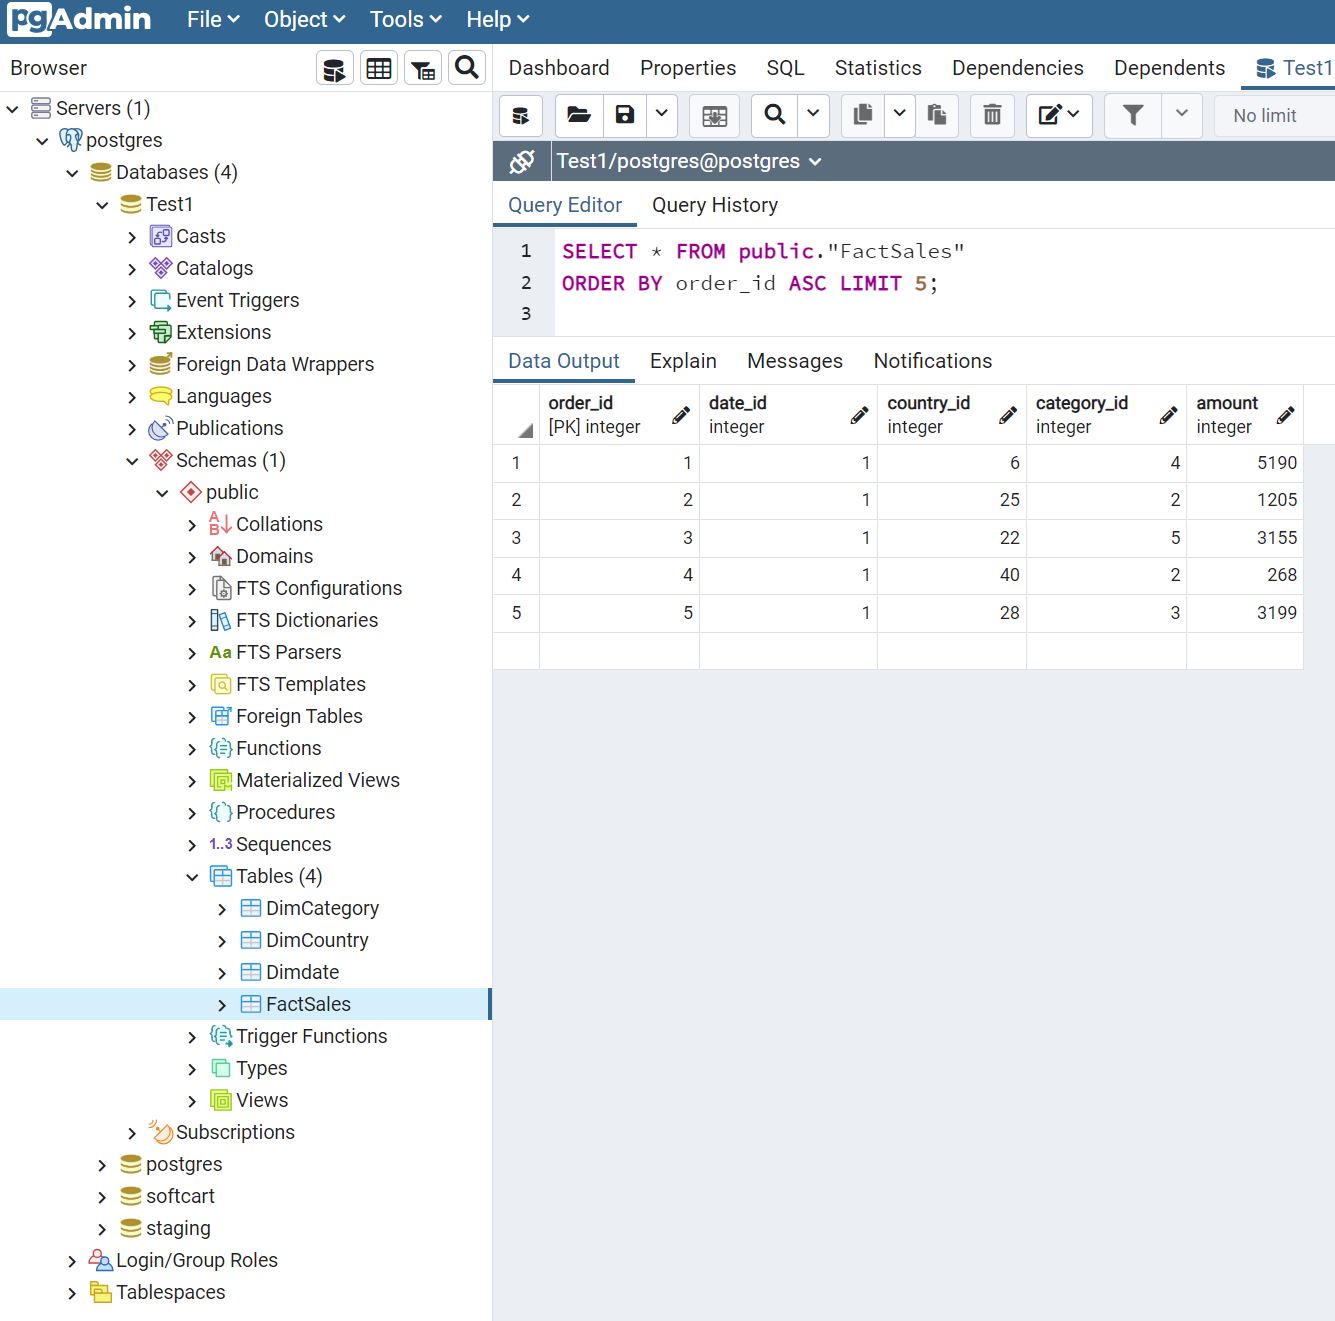 pgAdmin File Object Tools Help
Browser
Dashboard Properties SQL Statistics Dependencies Dependents Test1
No limit
Test1/postgres@postgres
Query Editor Query History
1 SELECT * FROM public."FactSales"
2 ORDER BY order_id ASC LIMIT 5;
3
Data Output Explain Messages Notifications
order_id date_id country_id category_id amount
[PK] integer integer integer integer integer
1 1 1 6 4 5190
2 2 1 25 2 1205
3 3 1 22 5 3155
4 4 1 40 2 268
5 5 1 28 3 3199
Servers (1)
postgres
Databases (4)
Test1
Casts
Catalogs
Event Triggers
Extensions
Foreign Data Wrappers
Languages
Publications
Schemas (1)
public
A
B Collations
Domains
FTS Configurations
FTS Dictionaries
Aa FTS Parsers
FTS Templates
Foreign Tables
Functions
Materialized Views
Procedures
1..3 Sequences
Tables (4)
DimCategory
DimCountry
Dimdate
FactSales
Trigger Functions
Types
Views
Subscriptions
postgres
softcart
staging
Login/Group Roles
Tablespaces